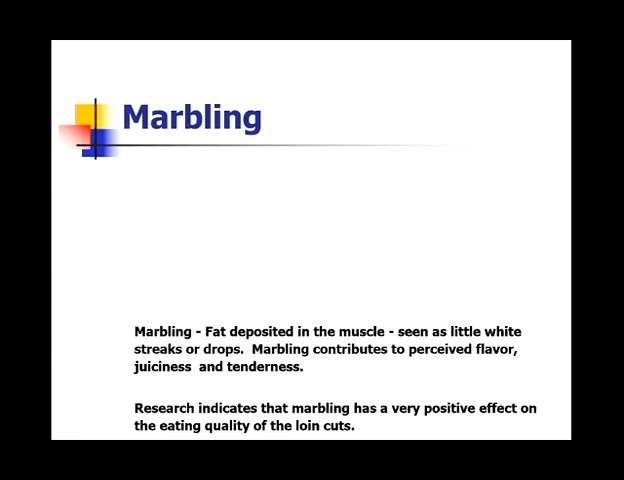 Marbling
Marbling - Fat deposited in the muscle - seen as little white
streaks or drops.  Marbling contributes to perceived flavor,
juiciness  and tenderness.
Research indicates that marbling has a very positive effect on
the eating quality of the loin cuts.